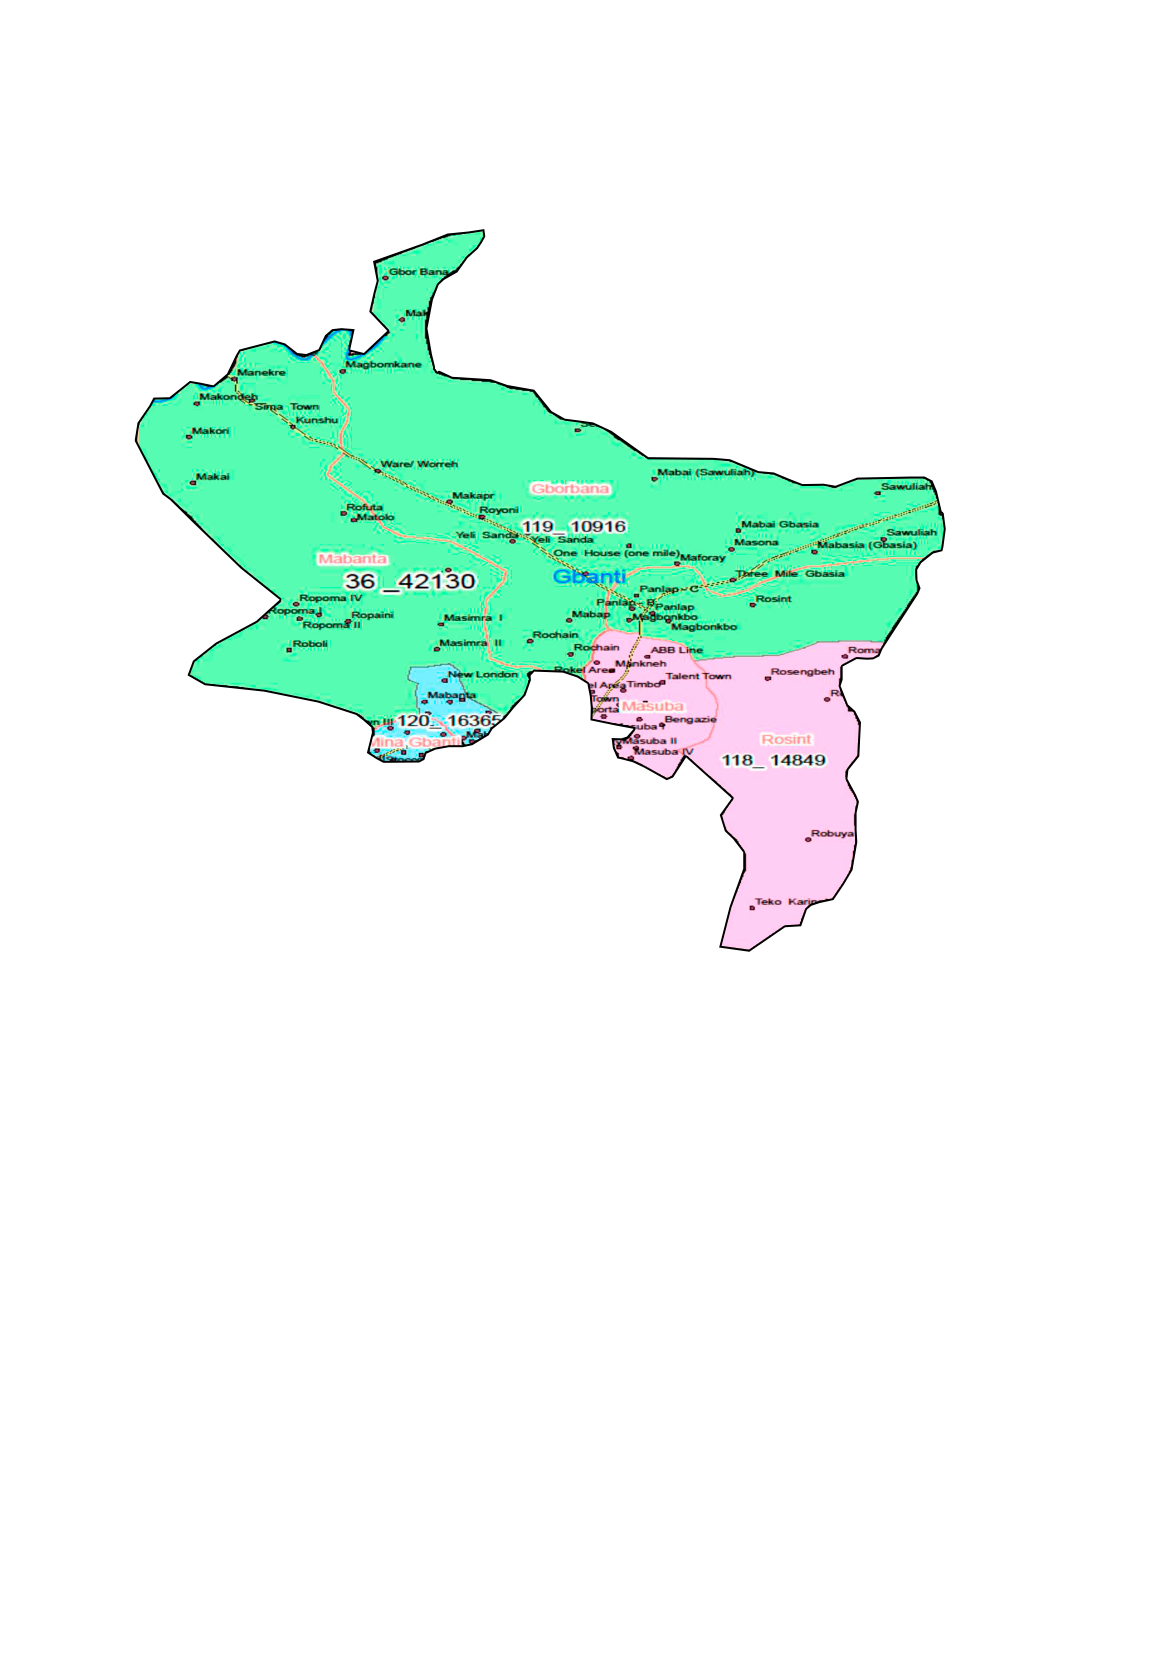 Gbor Bana
Mak
Magbomkane
Manekre
Makondeh
Sima Town
Kunshu
Makori
Makai
Ware/ Worreh
Mabai (Sawuliah)
Sawuliah
Gborbana
Makapr
Rofuta
Matolo
Royoni
119_ 10916
Mabai Gbasia
Yeli Sanda
Yeli Sanda
Sawuliah
Masona
Mabasia (Gbasia)
One House (one mile)
Maforay
Mabanta
36 _42130
Gbanti
Three Mile Gbasia
Panlap - C
Ropoma IV
Panlap - B
Panlap
Rosint
Ropoma I
Ropaini
Ropoma II
Masimra I
Mabap
Magbonkbo
Magbonkbo
Rochain
Roboli
Masimra II
Rochain
ABB Line
Roma
Rokel Area
Mankneh
New London
Talent Town
Rosengbeh
el Area
Timbo
Mabanta
Town
Ri
porta
Masuba
n III
120_ 16365
Bengazie
suba I
Mab
Mina Gbanti
Masuba II
Rosint
Masuba IV
118_ 14849
Robuya
Teko Karin